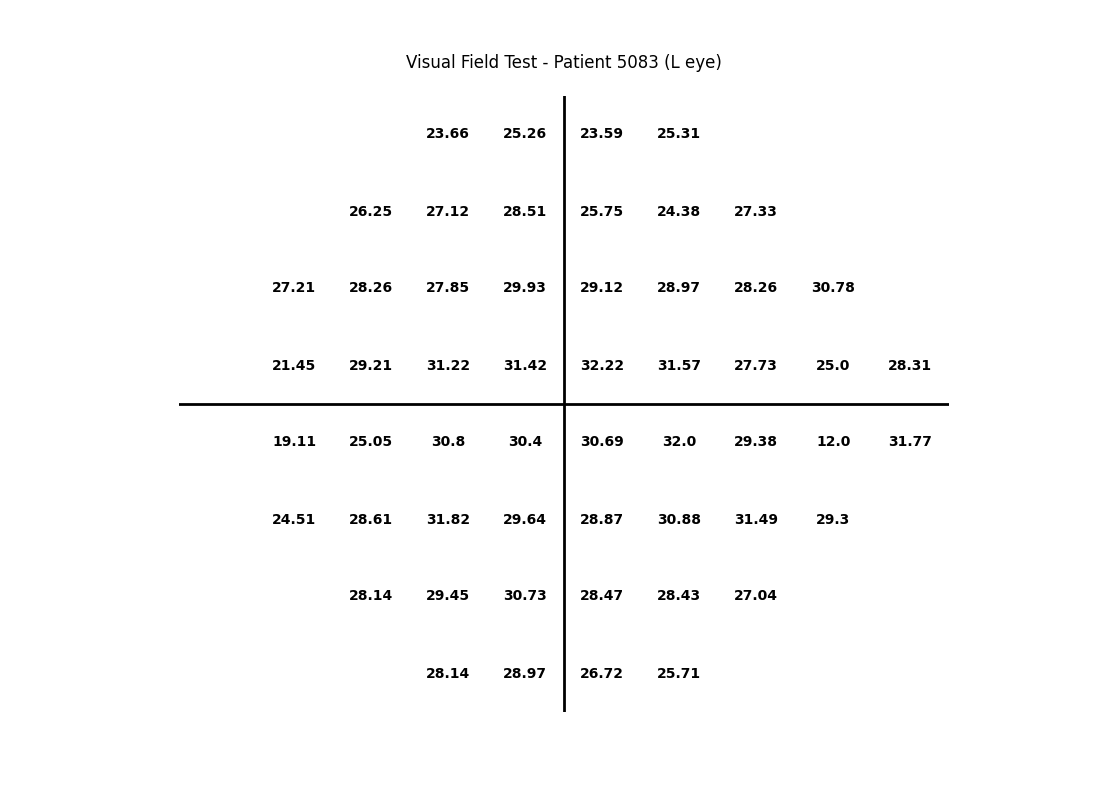 Visual Field Test - Patient 5083 (L eye)
23.66 25.26 23.59 25.31
26.25 27.12 28.51 25.75 24.38 27.33
27.21 28.26 27.85 29.93 29.12 28.97 28.26 30.78
21.45 29.21 31.22 31.42 32.22 31.57 27.73 25.0 28.31
19.11 25.05 30.8 30.4 30.69 32.0 29.38 12.0 31.77
24.51 28.61 31.82 29.64 28.87 30.88 31.49 29.3
28.14 29.45 30.73 28.47 28.43 27.04
28.14 28.97 26.72 25.71